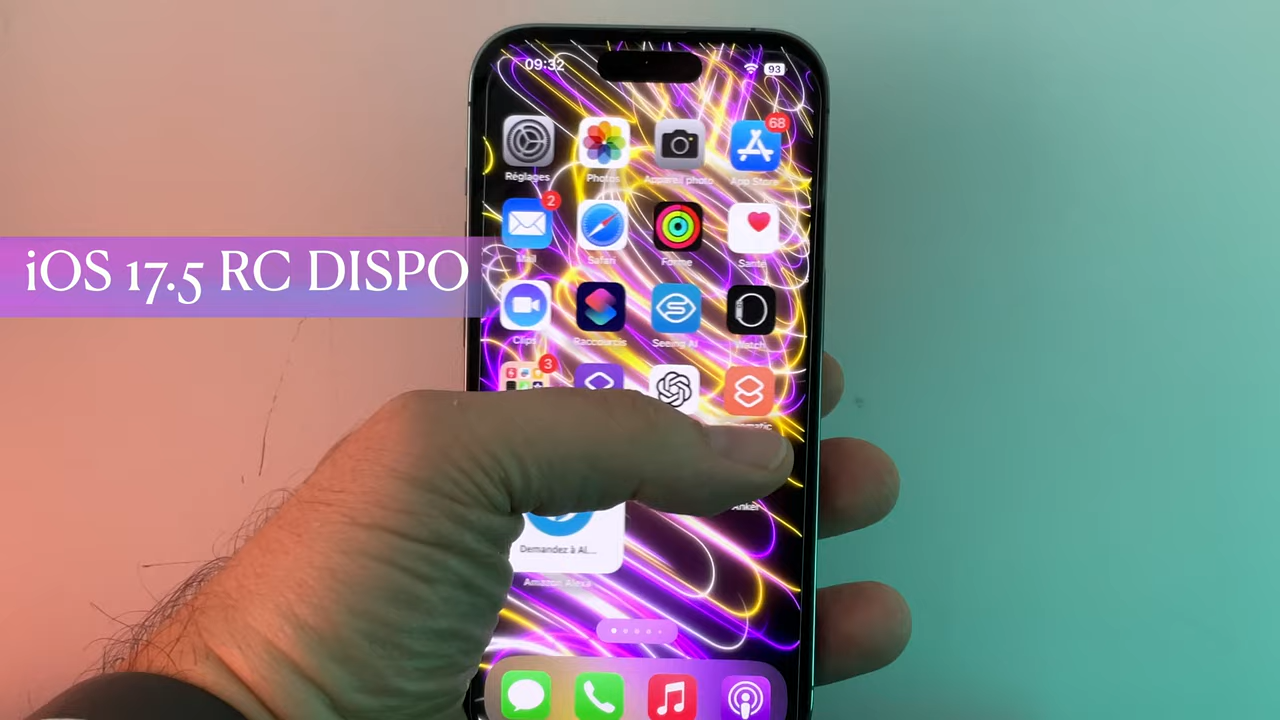 09:32
93
68
Réglages
Photos
Appareil photo
App Store
2
Mail
Safari
Forme
Santé
iOS 17.5 RC DISPO
Clips
Raccourcis
Seeing AI
Watch
3
Anker
Demandez à Al...
Amazon Alexa